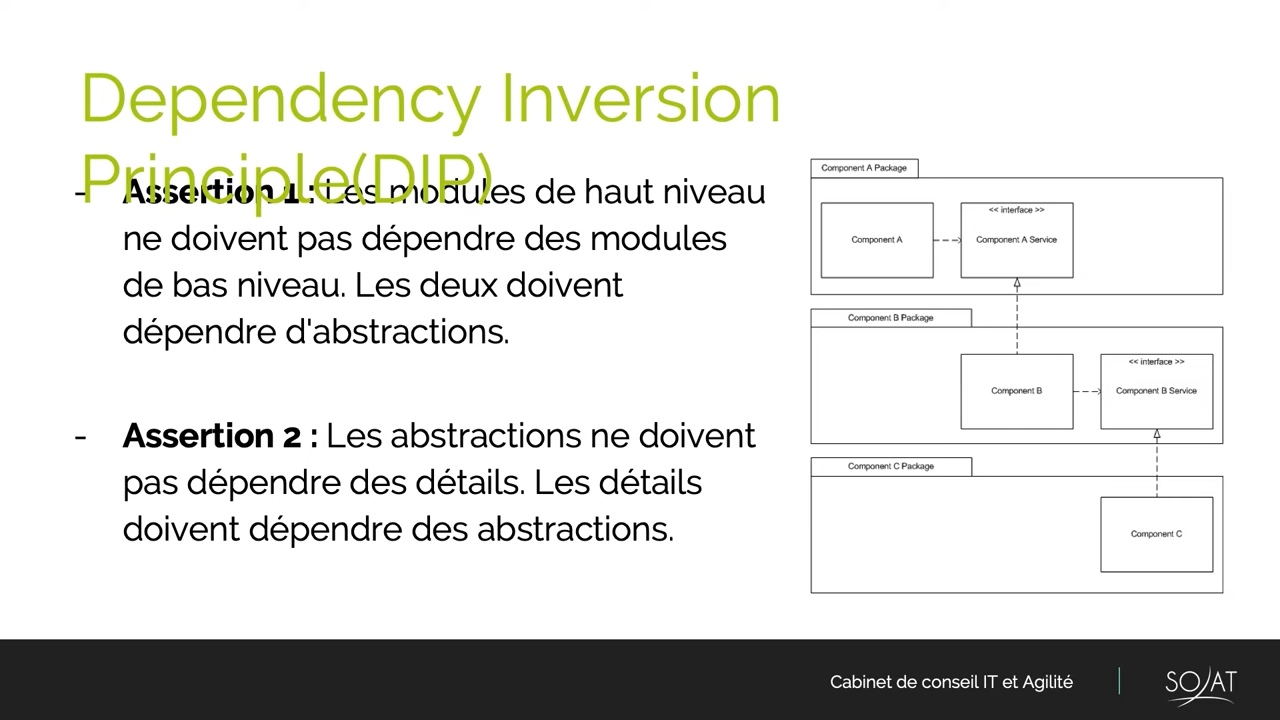 Dependency Inversion
Principle(DIP)
- Assertion 1 : Les modules de haut niveau
ne doivent pas dépendre des modules
de bas niveau. Les deux doivent
dépendre d'abstractions.
- Assertion 2 : Les abstractions ne doivent
pas dépendre des détails. Les détails
doivent dépendre des abstractions.
Component A Package
Component A
<< interface >>
Component A Service
Component B Package
Component B
<< interface >>
Component B Service
Component C Package
Component C
Cabinet de conseil IT et Agilité
SOAT